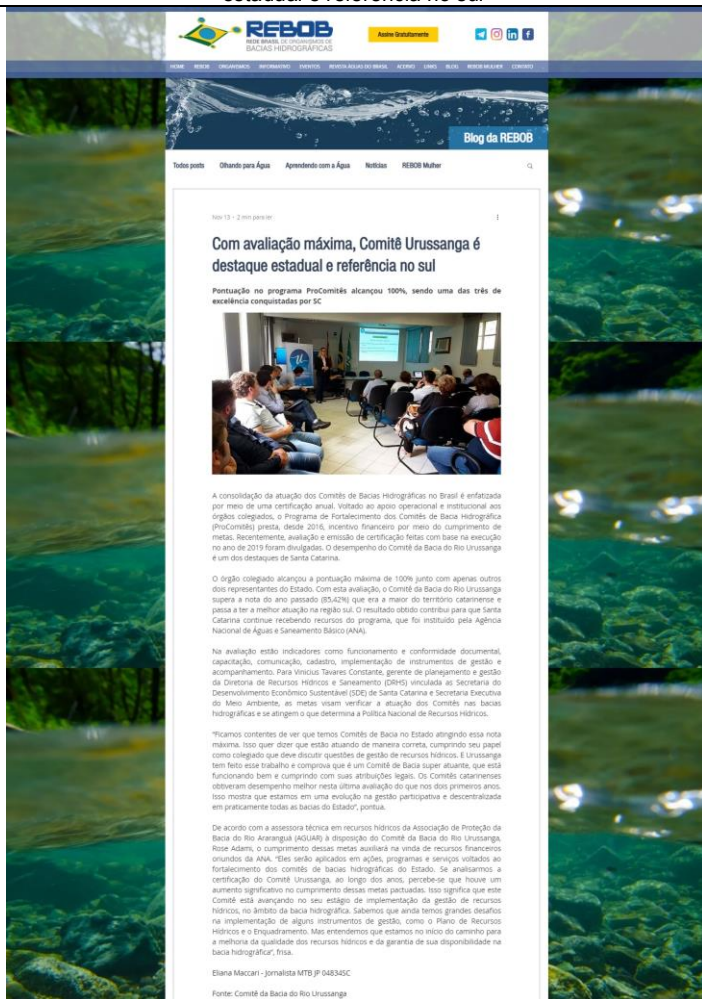 estadual e referência no sul
REBOB
REDE BRASIL DE ORGANISMOS DE
BACIAS HIDROGRÁFICAS
Assine Gratuitamente
HOME REBOB ORGANISMOS INFORMATIVO EVENTOS REVISTA ÁGUAS DO BRASIL ACERVO LINKS BLOG REBOB MULHER CONTATO
Blog da REBOB
Todos posts Olhando para Água Aprendendo com a Água Notícias REBOB Mulher
Nov 13 • 2 min para ler
Com avaliação máxima, Comitê Urussanga é
destaque estadual e referência no sul
Pontuação no programa ProComitês alcançou 100%, sendo uma das três de
excelência conquistadas por SC
A consolidação da atuação dos Comitês de Bacias Hidrográficas no Brasil é enfatizada
por meio de uma certificação anual. Voltado ao apoio operacional e institucional aos
órgãos colegiados, o Programa de Fortalecimento dos Comitês de Bacia Hidrográfica
(ProComitês) presta, desde 2016, incentivo financeiro por meio do cumprimento de
metas. Recentemente, avaliação e emissão de certificação feitas com base na execução
no ano de 2019 foram divulgadas. O desempenho do Comitê da Bacia do Rio Urussanga
é um dos destaques de Santa Catarina.
O órgão colegiado alcançou a pontuação máxima de 100% junto com apenas outros
dois representantes do Estado. Com esta avaliação, o Comitê da Bacia do Rio Urussanga
supera a nota do ano passado (85,42%) que era a maior do território catarinense e
passa a ter a melhor atuação na região sul. O resultado obtido contribui para que Santa
Catarina continue recebendo recursos do programa, que foi instituído pela Agência
Nacional de Águas e Saneamento Básico (ANA).
Na avaliação estão indicadores como funcionamento e conformidade documental,
capacitação, comunicação, cadastro, implementação de instrumentos de gestão e
acompanhamento. Para Vinicius Tavares Constante, gerente de planejamento e gestão
da Diretoria de Recursos Hídricos e Saneamento (DRHS) vinculada as Secretaria do
Desenvolvimento Econômico Sustentável (SDE) de Santa Catarina e Secretaria Executiva
do Meio Ambiente, as metas visam verificar a atuação dos Comitês nas bacias
hidrográficas e se atingem o que determina a Política Nacional de Recursos Hídricos.
"Ficamos contentes de ver que temos Comitês de Bacia no Estado atingindo essa nota
máxima. Isso quer dizer que estão atuando de maneira correta, cumprindo seu papel
como colegiado que deve discutir questões de gestão de recursos hídricos. E Urussanga
tem feito esse trabalho e comprova que é um Comitê de Bacia super atuante, que está
funcionando bem e cumprindo com suas atribuições legais. Os Comitês catarinenses
obtiveram desempenho melhor nesta última avaliação do que nos dois primeiros anos.
Isso mostra que estamos em uma evolução na gestão participativa e descentralizada
em praticamente todas as bacias do Estado", pontua.
De acordo com a assessora técnica em recursos hídricos da Associação de Proteção da
Bacia do Rio Araranguá (AGUAR) à disposição do Comitê da Bacia do Rio Urussanga,
Rose Adami, o cumprimento dessas metas auxiliará na vinda de recursos financeiros
oriundos da ANA. "Eles serão aplicados em ações, programas e serviços voltados ao
fortalecimento dos comitês de bacias hidrográficas do Estado. Se analisarmos a
certificação do Comitê Urussanga, ao longo dos anos, percebe-se que houve um
aumento significativo no cumprimento dessas metas pactuadas. Isso significa que este
Comitê está avançando no seu estágio de implementação da gestão de recursos
hídricos, no âmbito da bacia hidrográfica. Sabemos que ainda temos grandes desafios
na implementação de alguns instrumentos de gestão, como o Plano de Recursos
Hídricos e o Enquadramento. Mas entendemos que estamos no início do caminho para
a melhoria da qualidade dos recursos hídricos e da garantia de sua disponibilidade na
bacia hidrográfica", frisa.
Eliana Maccari - Jornalista MTB JP 04834SC
Fonte: Comitê da Bacia do Rio Urussanga